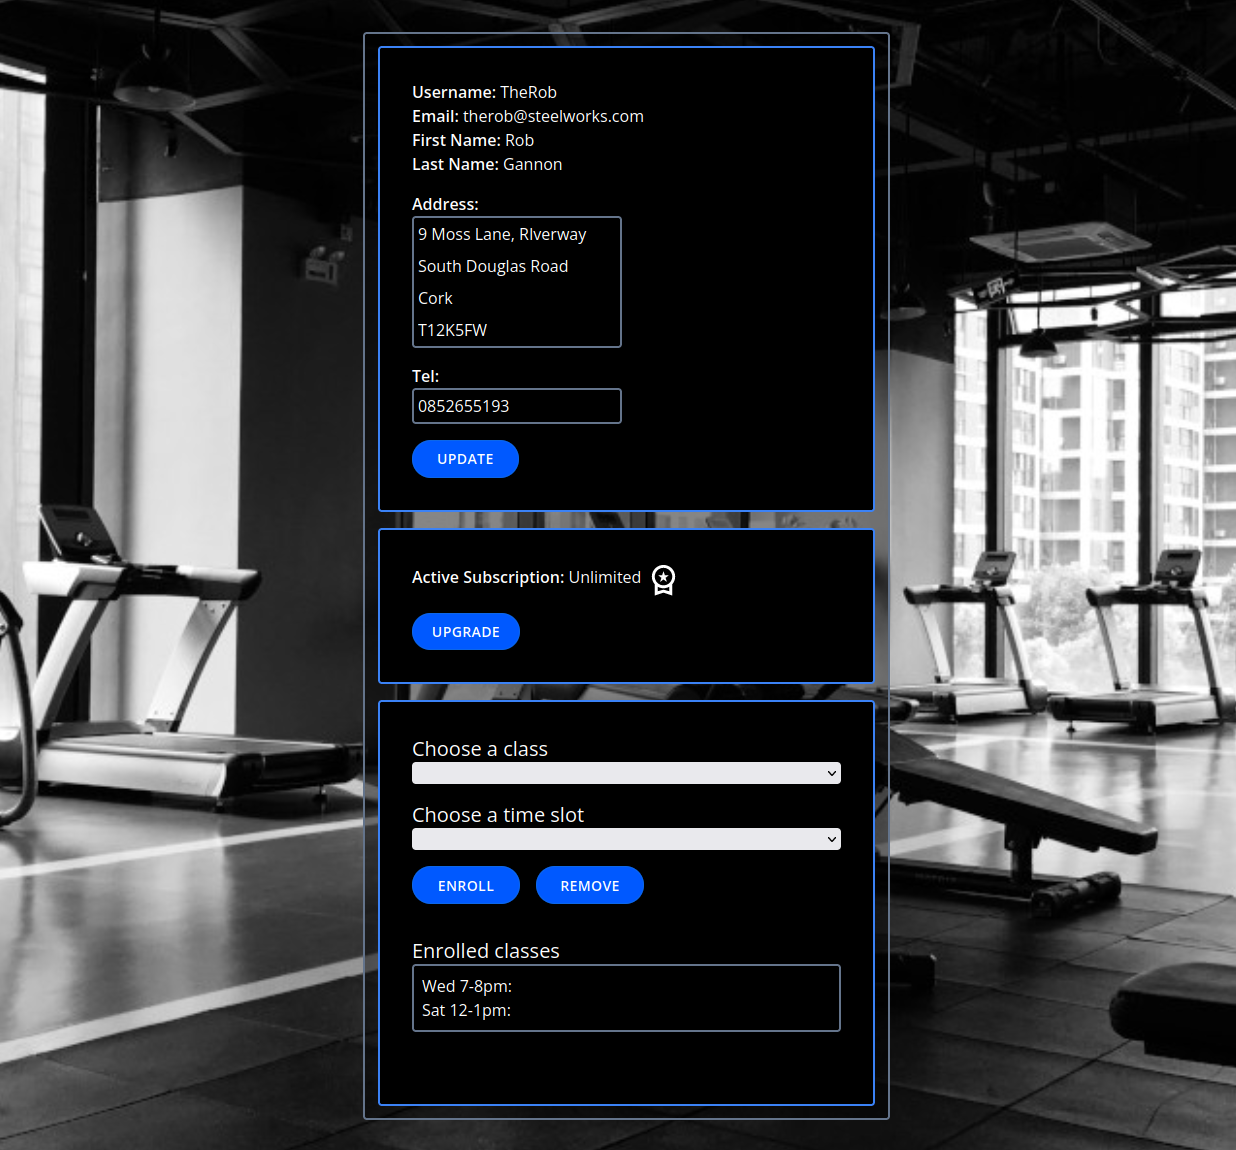 Username: TheRob
Email: therob@steelworks.com
First Name: Rob
Last Name: Gannon
Address:
9 Moss Lane, RIverway
South Douglas Road
Cork
T12K5FW
Tel:
0852655193
UPDATE
Active Subscription: Unlimited
UPGRADE
Choose a class
Choose a time slot
ENROLL REMOVE
Enrolled classes
Wed 7-8pm:
Sat 12-1pm: